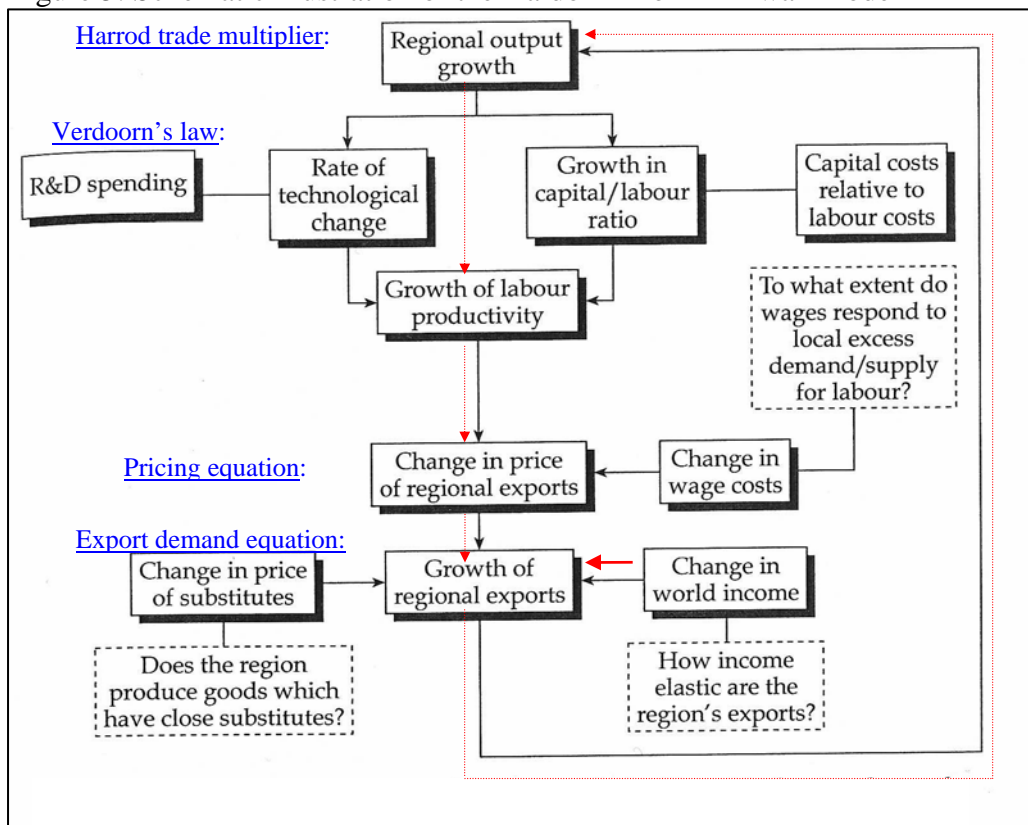 Harrod trade multiplier:
Regional output
growth
Verdoorn's law:
R&D spending
Rate of
technological
change
Growth in
capital/labour
ratio
Capital costs
relative to
labour costs
Growth of labour
productivity
To what extent do
wages respond to
local excess
demand/supply
for labour?
Pricing equation:
Change in price
of regional exports
Change in
wage costs
Export demand equation:
Change in price
of substitutes
Growth of
regional exports
Change in
world income
Does the region
produce goods which
have close substitutes?
How income
elastic are the
region's exports?